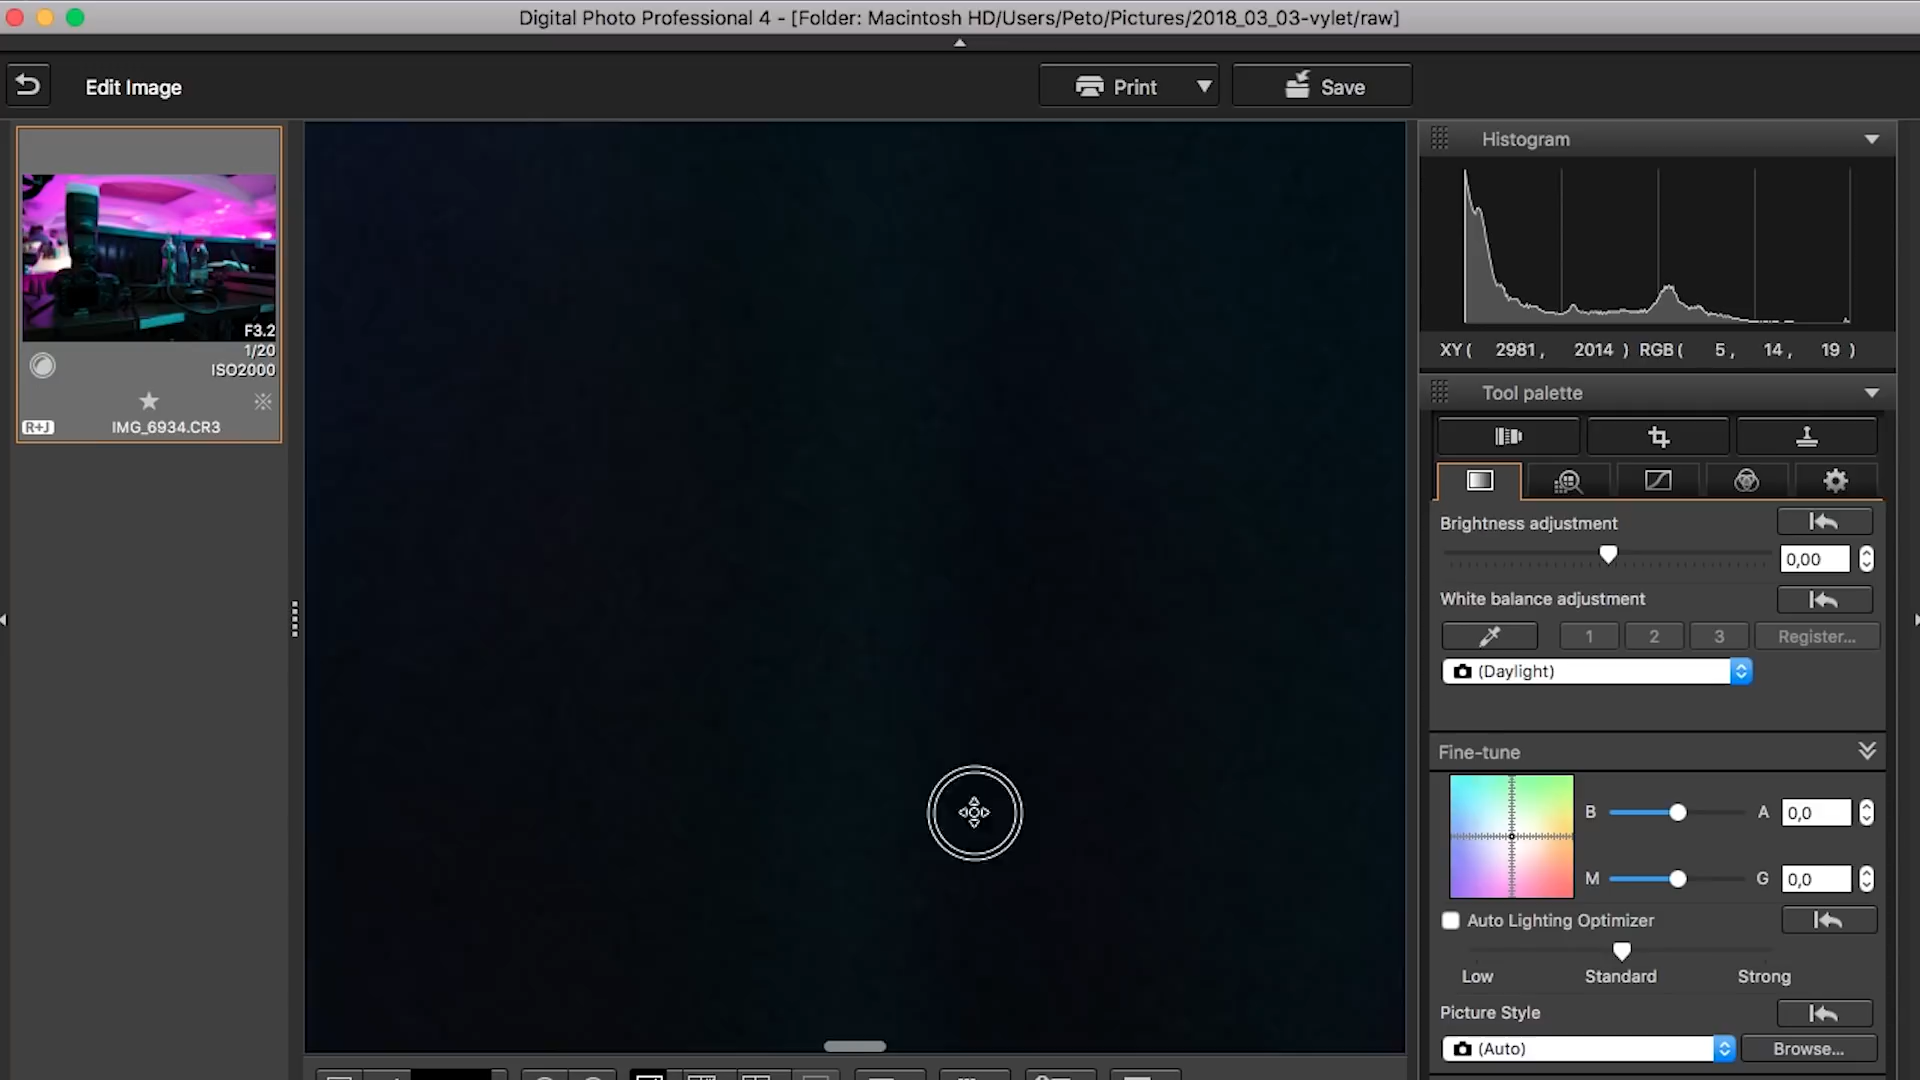 Digital Photo Professional 4 - [Folder: Macintosh HD/Users/Peto/Pictures/2018_03_03-vylet/raw]
Edit Image
Print
Save
F3.2
1/20
ISO2000
R+J
IMG_6934.CR3
Histogram
XY( 2981, 2014 ) RGB( 5, 14, 19 )
Tool palette
Brightness adjustment
0,00
White balance adjustment
1 2 3 Register...
(Daylight)
Fine-tune
B A 0,0
M G 0,0
Auto Lighting Optimizer
Low Standard Strong
Picture Style
(Auto) Browse...